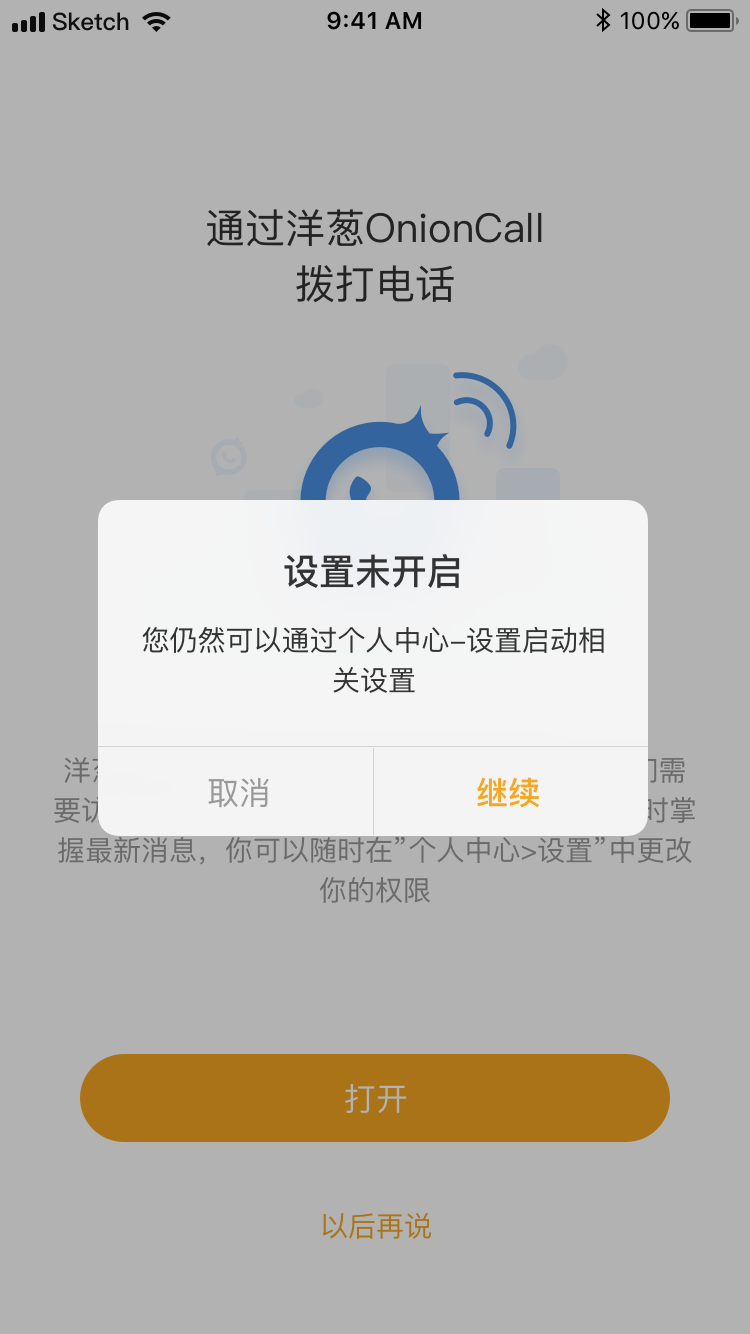 Sketch 9:41 AM 100%
通过洋葱OnionCall
拨打电话
设置未开启
您仍然可以通过个人中心-设置启动相
关设置
取消 继续
洋 需
要 时掌
握最新消息，你可以随时在”个人中心>设置”中更改
你的权限
打开
以后再说